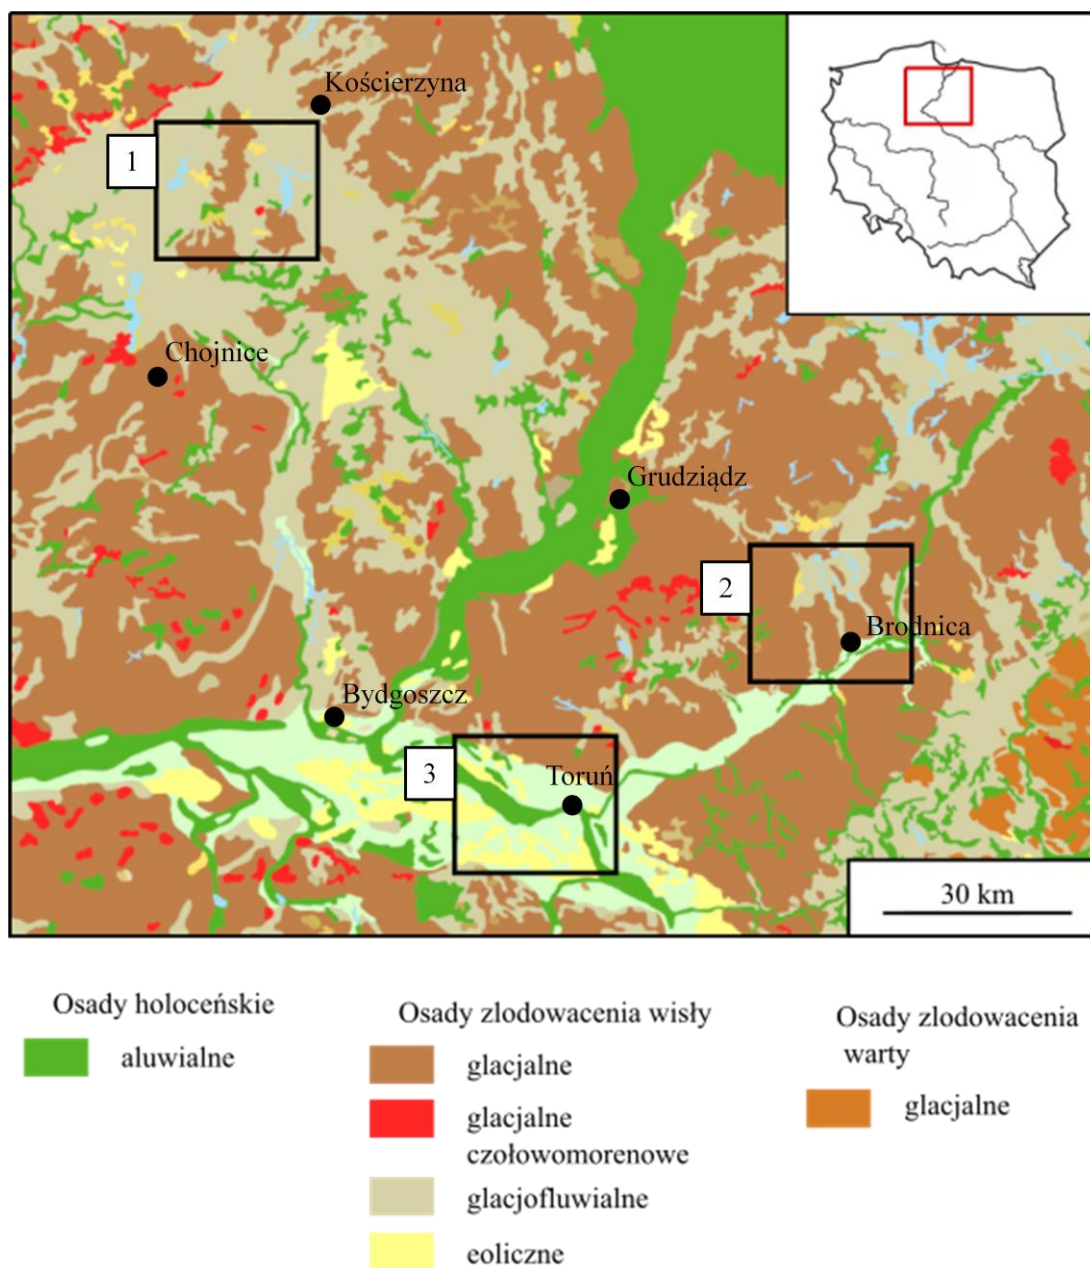 Kościerzyna
1
Chojnice
Grudziądz
2
Brodnica
Bydgoszcz
3
Toruń
30 km
Osady holoceńskie
aluwialne
Osady zlodowacenia wisły
glacjalne
glacjalne
czołowomorenowe
glacjofluwialne
eoliczne
Osady zlodowacenia
warty
glacjalne